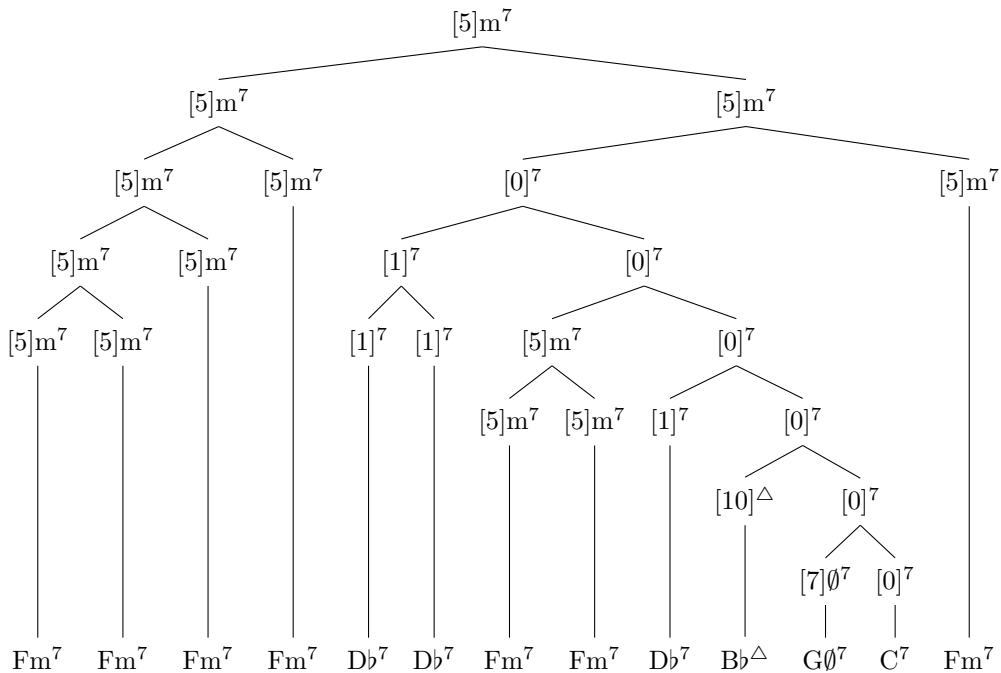 [5]m⁷
[5]m⁷ [5]m⁷
[5]m⁷ [5]m⁷ [0]⁷ [5]m⁷
[5]m⁷ [5]m⁷ [1]⁷ [0]⁷
[5]m⁷ [5]m⁷ [1]⁷ [1]⁷ [5]m⁷ [0]⁷
[5]m⁷ [5]m⁷ [1]⁷ [0]⁷
[10]△ [0]⁷
[7]∅⁷ [0]⁷
Fm⁷ Fm⁷ Fm⁷ Fm⁷ D♭⁷ D♭⁷ Fm⁷ Fm⁷ D♭⁷ B♭△ G∅⁷ C⁷ Fm⁷